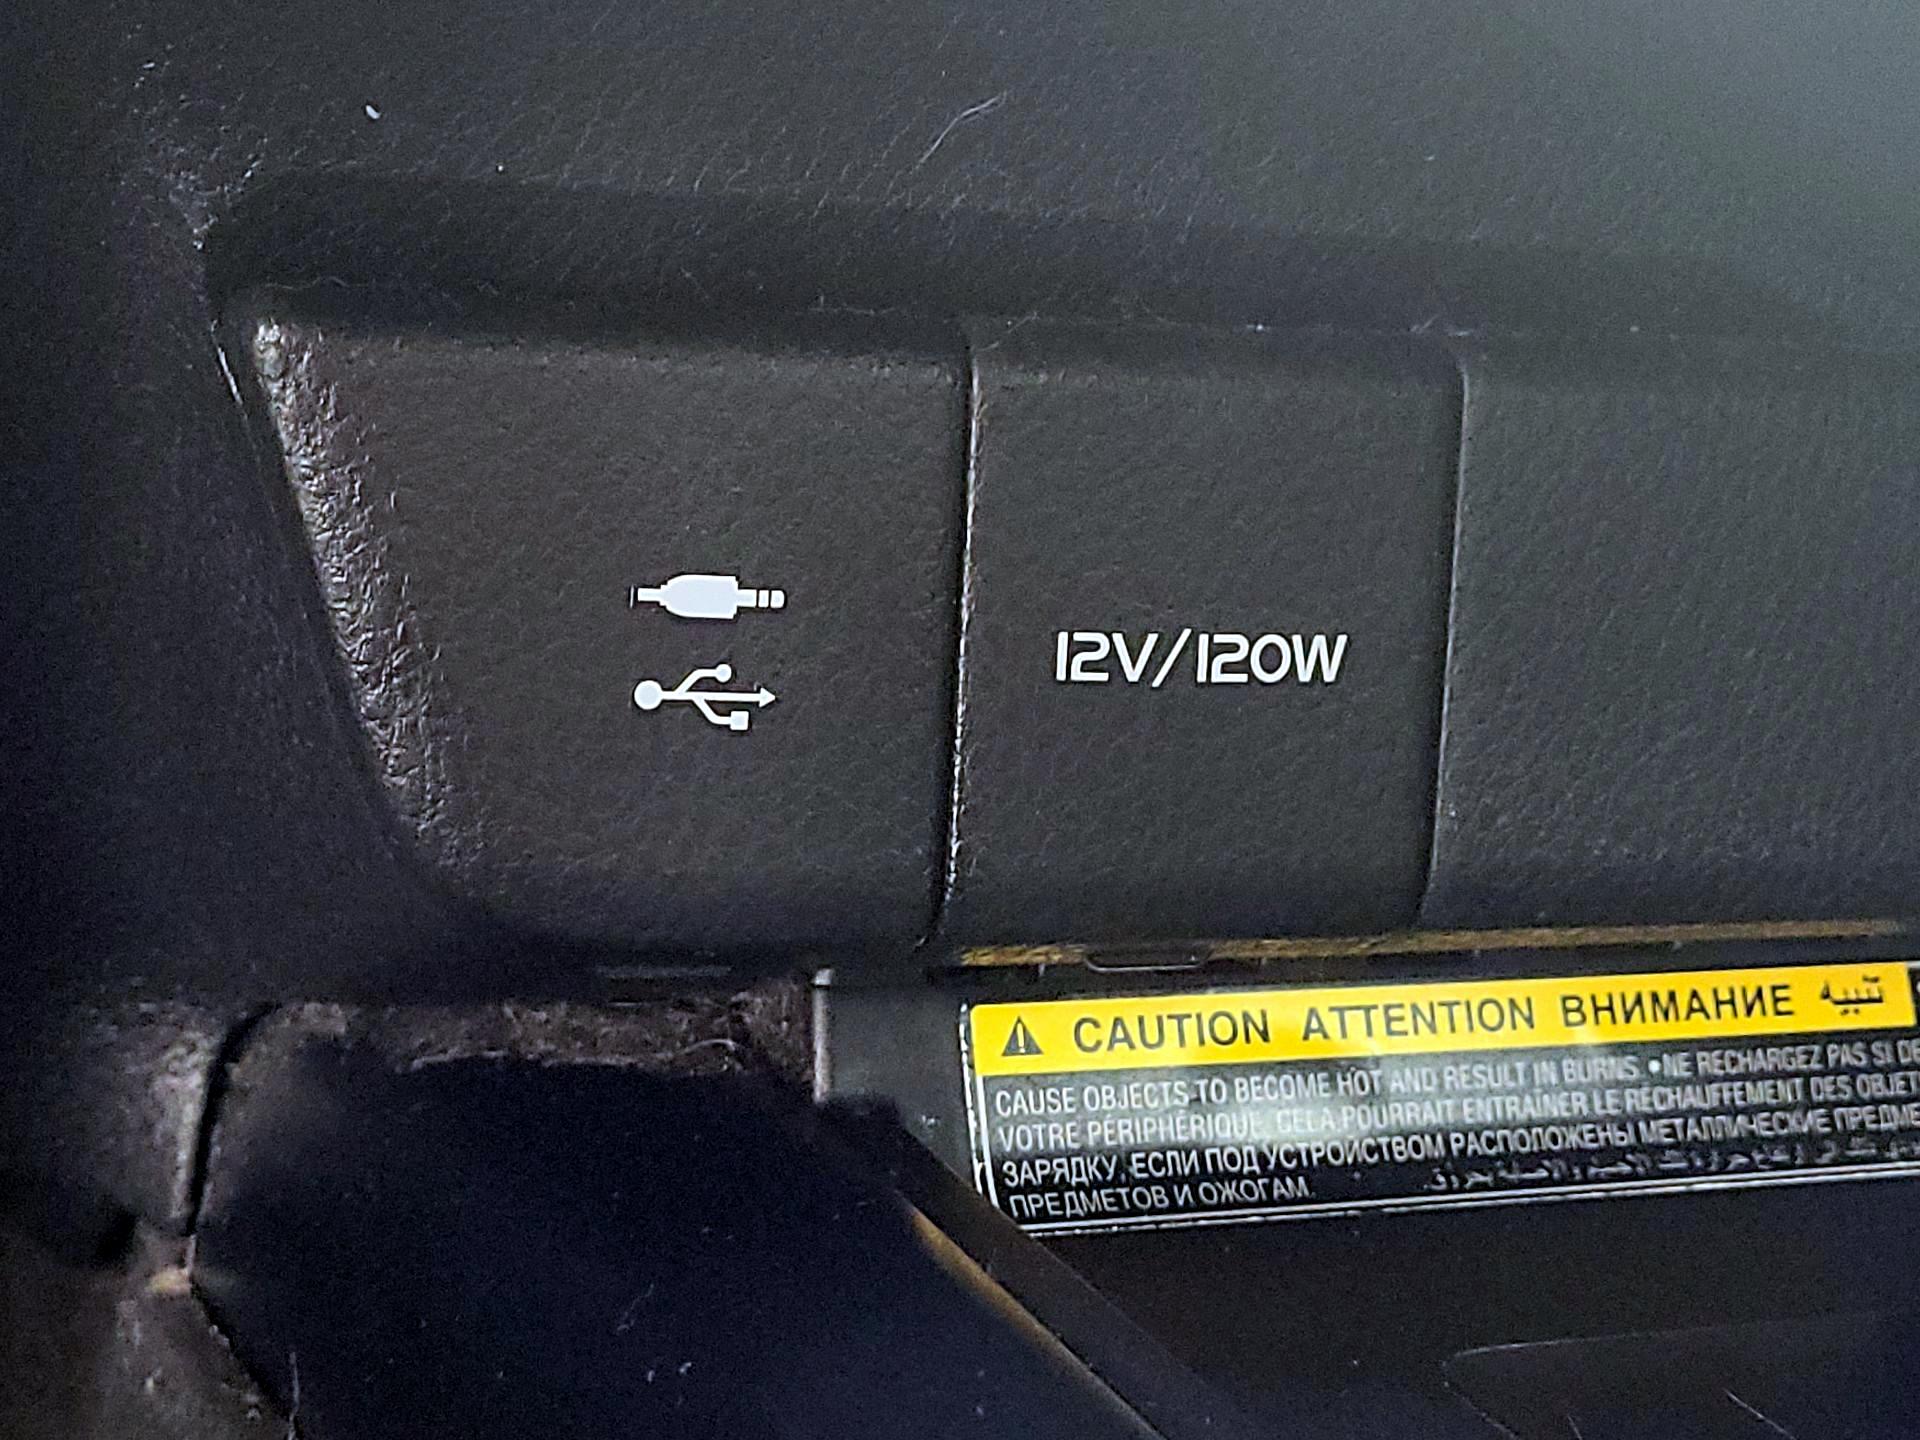 12V/120W
CAUTION ATTENTION ВНИМАНИЕ تنبيه
CAUSE OBJECTS TO BECOME HOT AND RESULT IN BURNS. •NE RECHARGEZ PAS SI DE
VOTRE PÉRIPHÉRIQUE. CELA POURRAIT ENTRAÎNER LE RÉCHAUFFEMENT DES OBJET
ЗАРЯДКУ, ЕСЛИ ПОД УСТРОЙСТВОМ РАСПОЛОЖЕНЫ МЕТАЛЛИЧЕСКИЕ ПРЕДМЕ
ПРЕДМЕТОВ И ОЖОГАМ.